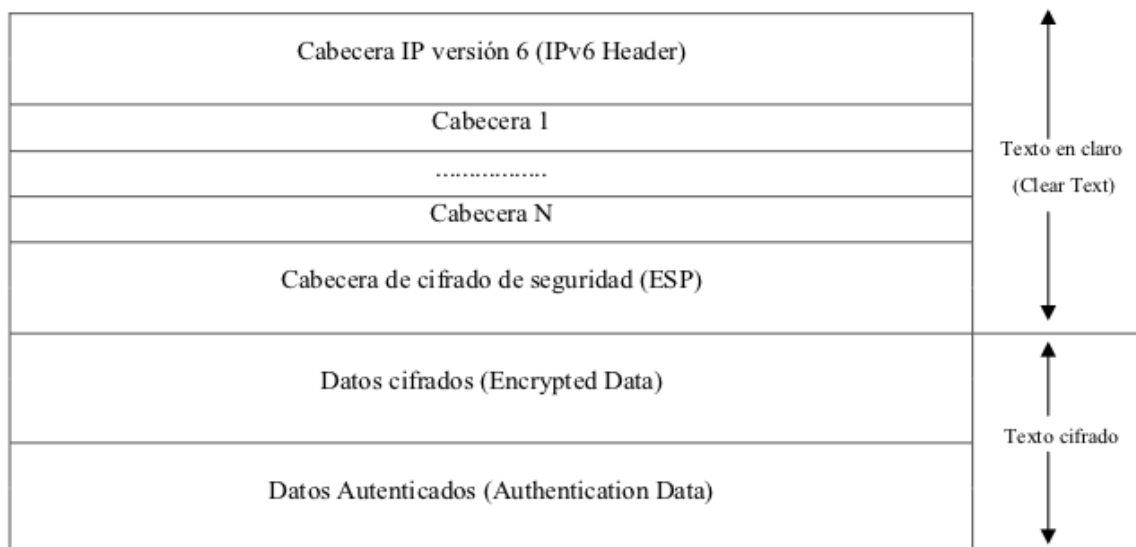 Cabecera IP versión 6 (IPv6 Header)
Cabecera 1
..................
Cabecera N
Cabecera de cifrado de seguridad (ESP)
Datos cifrados (Encrypted Data)
Datos Autenticados (Authentication Data)
Texto en claro
(Clear Text)
Texto cifrado